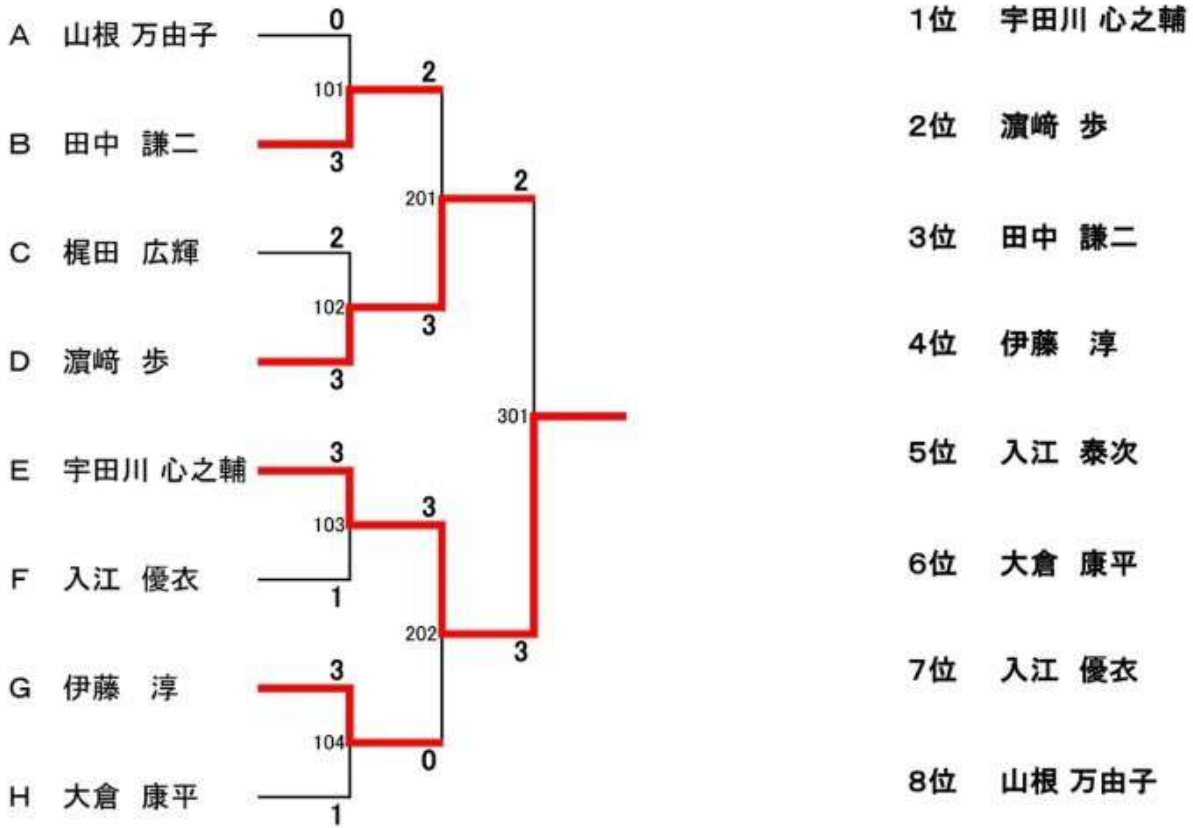 A 山根 万由子
0
101
2
B 田中 謙二
3
201
2
C 梶田 広輝
2
102
3
D 濵﨑 歩
3
301
E 宇田川 心之輔
3
103
3
F 入江 優衣
1
202
3
G 伊藤 淳
3
104
0
H 大倉 康平
1
1位 宇田川 心之輔
2位 濵﨑 歩
3位 田中 謙二
4位 伊藤 淳
5位 入江 泰次
6位 大倉 康平
7位 入江 優衣
8位 山根 万由子